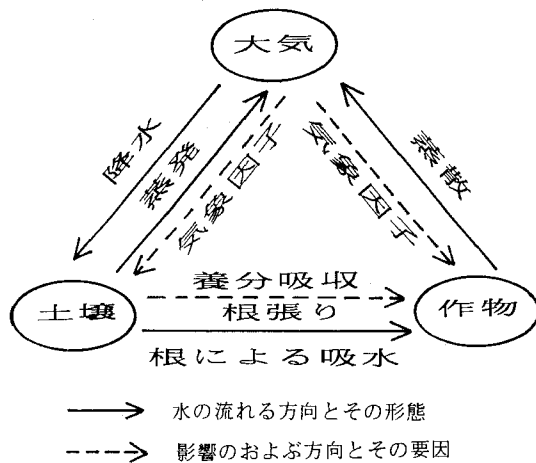 大気
降水
蒸発
気象因子
気象因子
蒸散
土壌
養分吸収
根張り
根による吸水
作物
水の流れる方向とその形態
影響のおよぶ方向とその要因